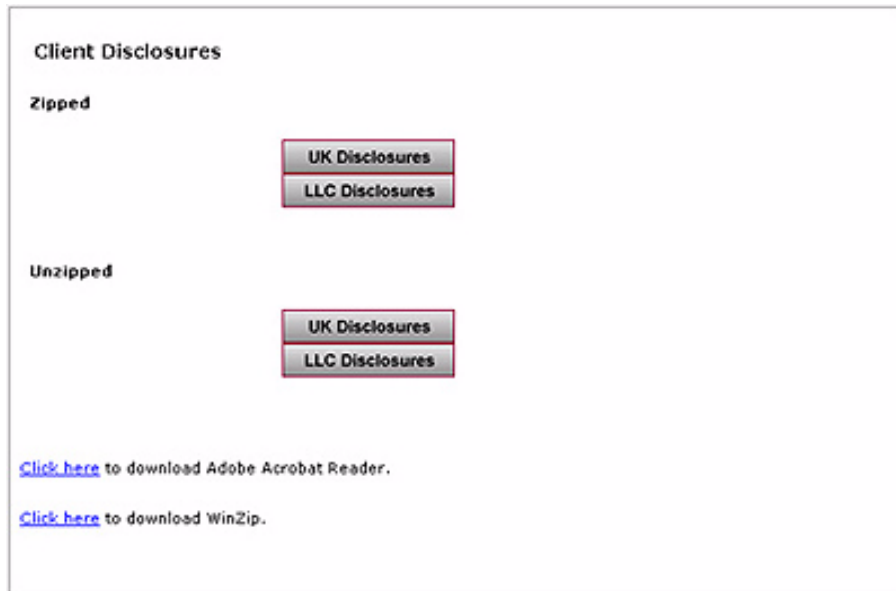 Client Disclosures
Zipped
UK Disclosures
LLC Disclosures
Unzipped
UK Disclosures
LLC Disclosures
Click here to download Adobe Acrobat Reader.
Click here to download WinZip.